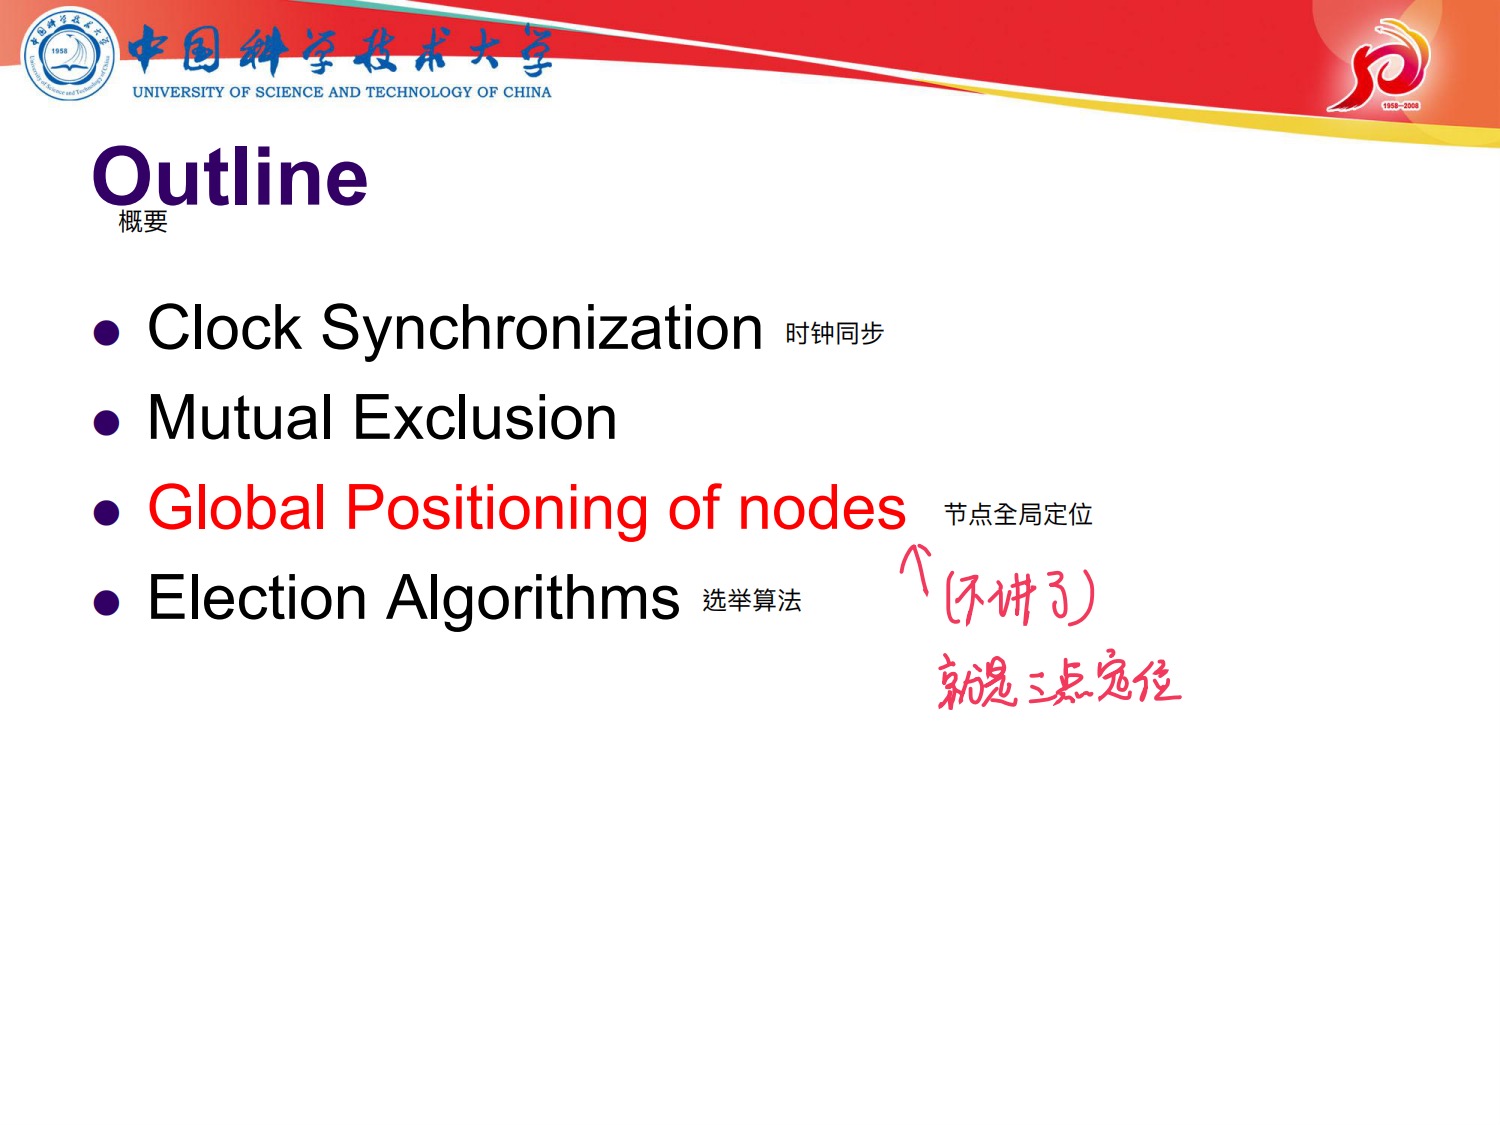 中国科学技术大学
UNIVERSITY OF SCIENCE AND TECHNOLOGY OF CHINA
1958
1958—2008
Outline
概要
Clock Synchronization 时钟同步
Mutual Exclusion
Global Positioning of nodes 节点全局定位
Election Algorithms 选举算法
↑ (不讲了)
就是三点定位